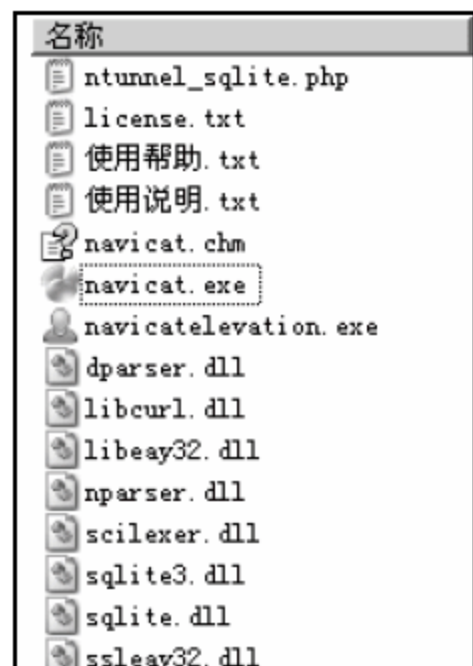 名称
ntunnel_sqlite.php
license.txt
使用帮助.txt
使用说明.txt
navicat.chm
navicat.exe
navicatelevation.exe
dparser.dll
libcurl.dll
libeay32.dll
nparser.dll
scilexer.dll
sqlite3.dll
sqlite.dll
ssleay32.dll